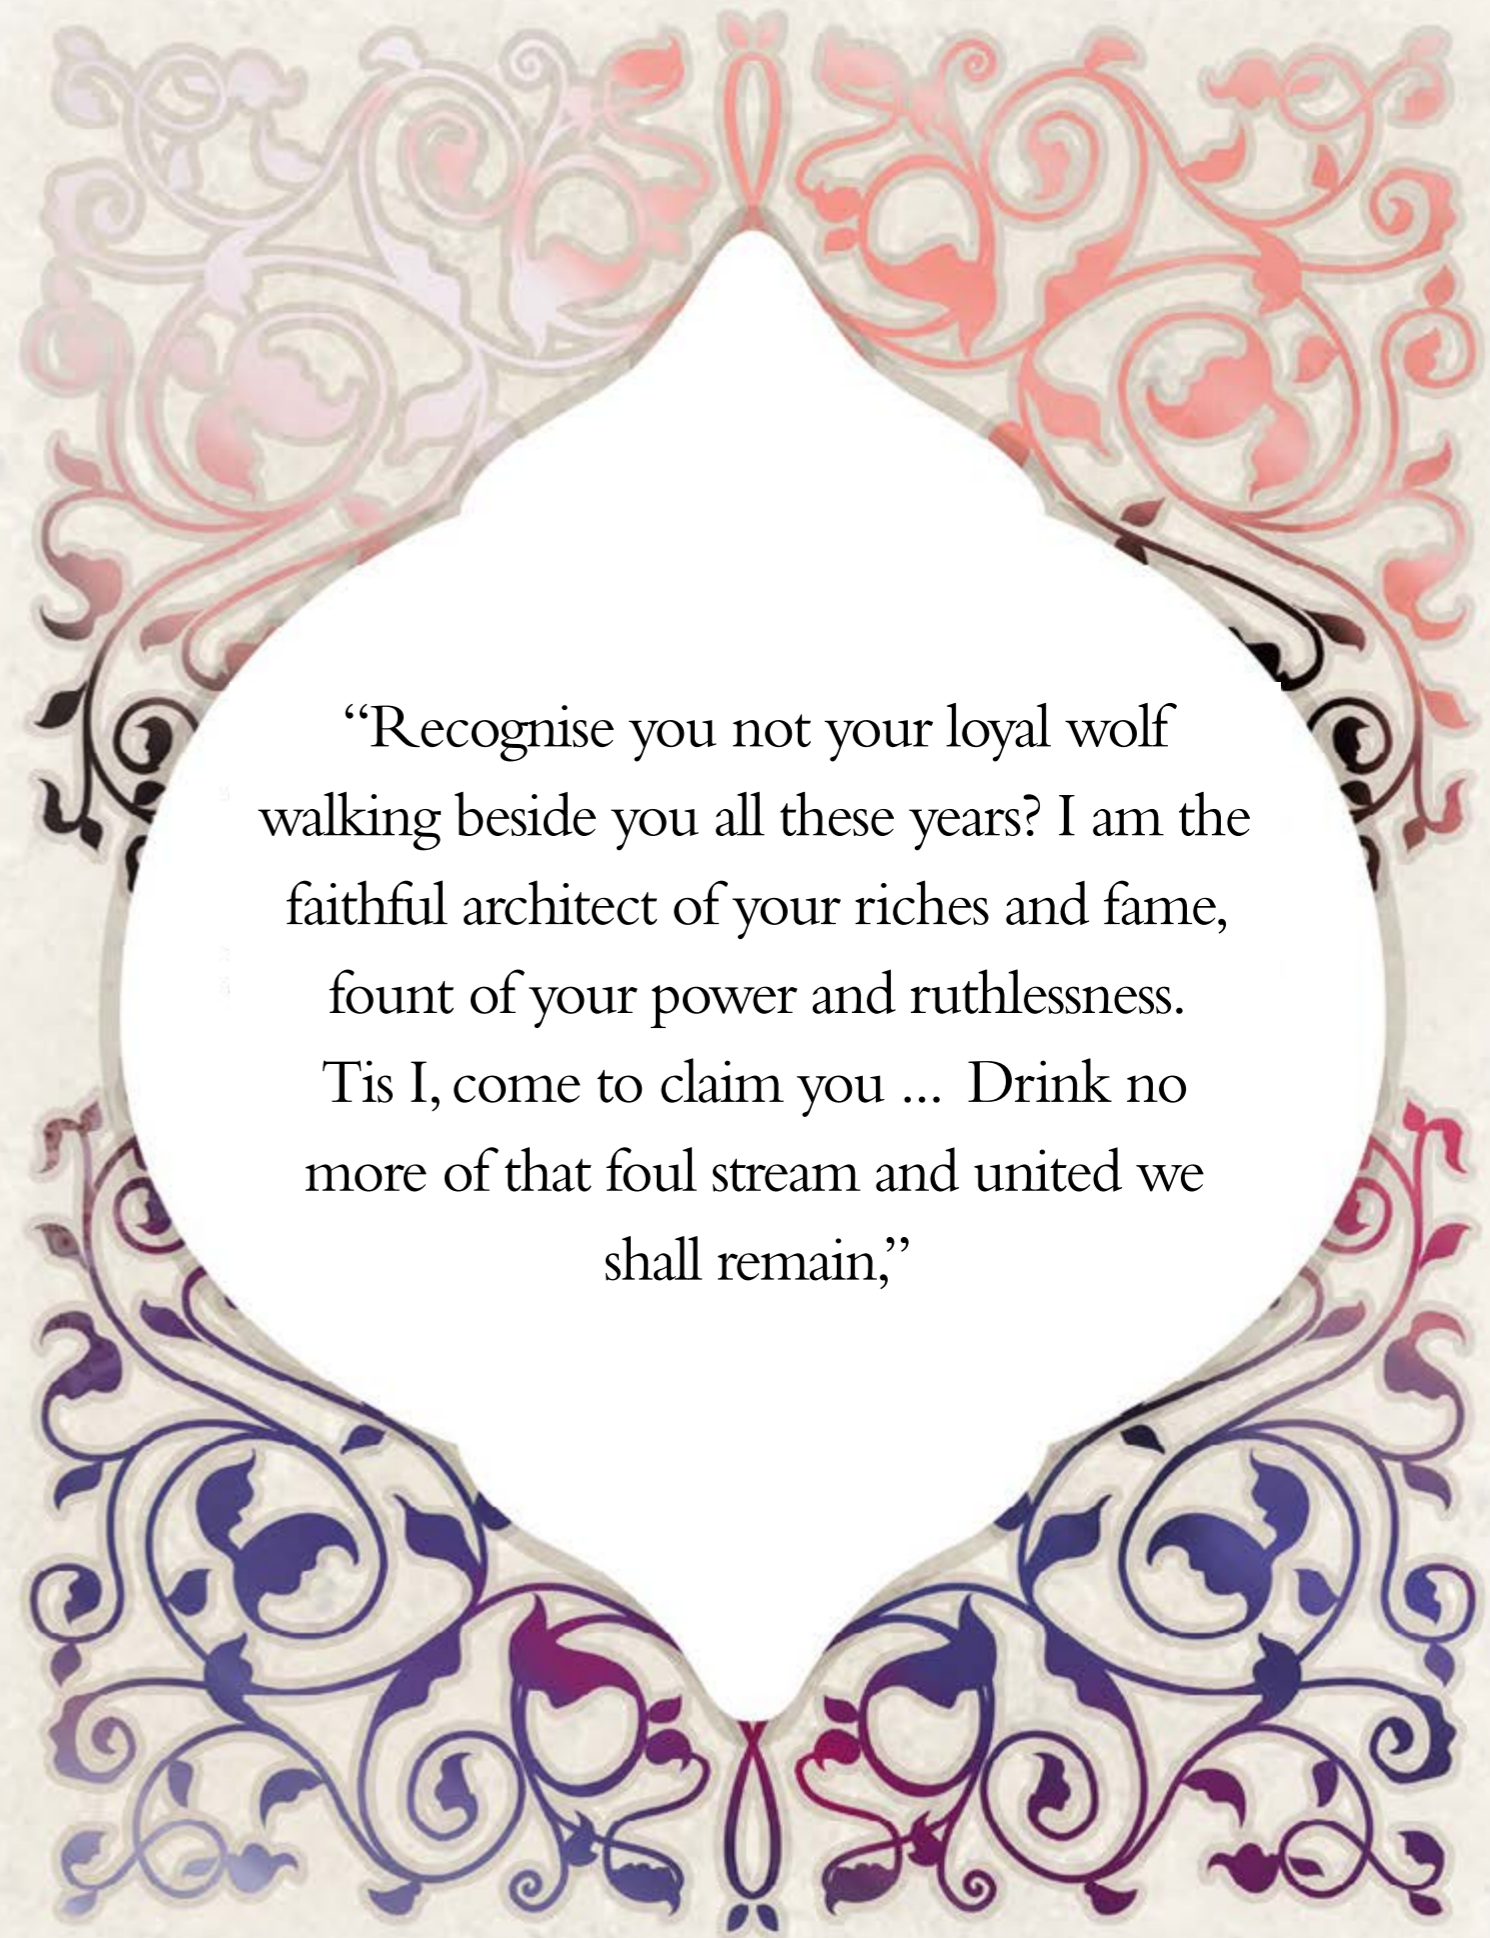 “Recognise you not your loyal wolf
walking beside you all these years? I am the
faithful architect of your riches and fame,
fount of your power and ruthlessness.
Tis I, come to claim you ... Drink no
more of that foul stream and united we
shall remain,”